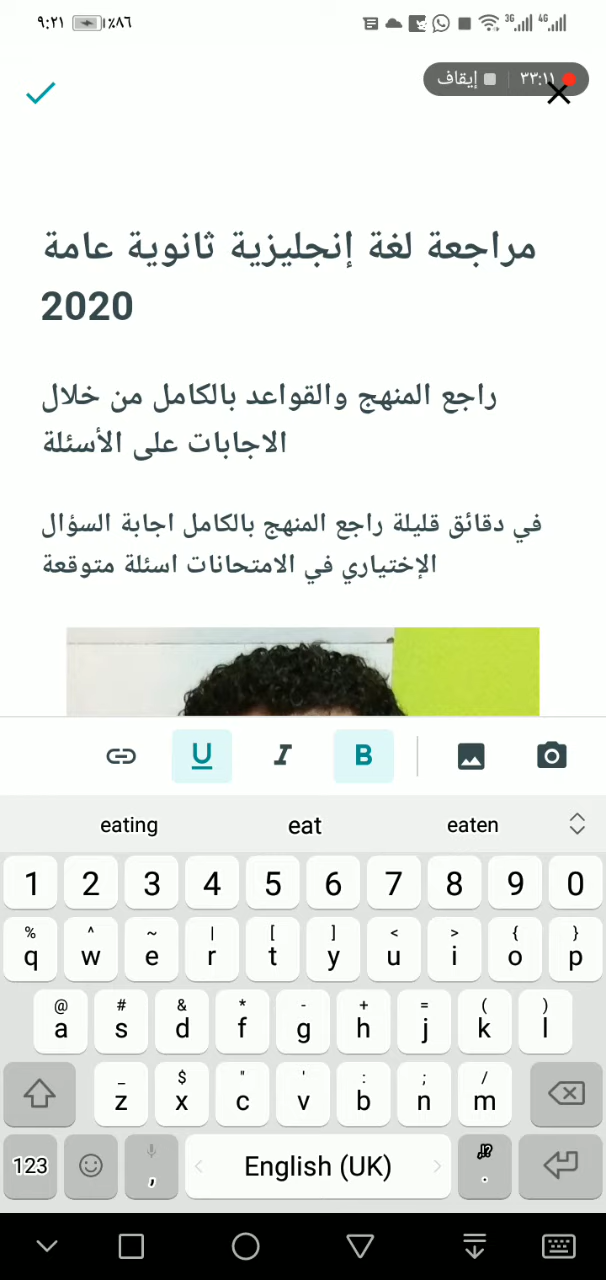 ٩:٢١ ٪٨٦ 3G 4G
٣٣:١١ إيقاف
مراجعة لغة إنجليزية ثانوية عامة
2020
راجع المنهج والقواعد بالكامل من خلال
الاجابات على الأسئلة
في دقائق قليلة راجع المنهج بالكامل اجابة السؤال
الإختياري في الامتحانات اسئلة متوقعة
U I B
eating eat eaten
1 2 3 4 5 6 7 8 9 0
% ^ ~ | [ ] < > { }
q w e r t y u i o p
@ # & * - + = ( )
a s d f g h j k l
_ $ " ' : ; /
z x c v b n m
123 , English (UK) .